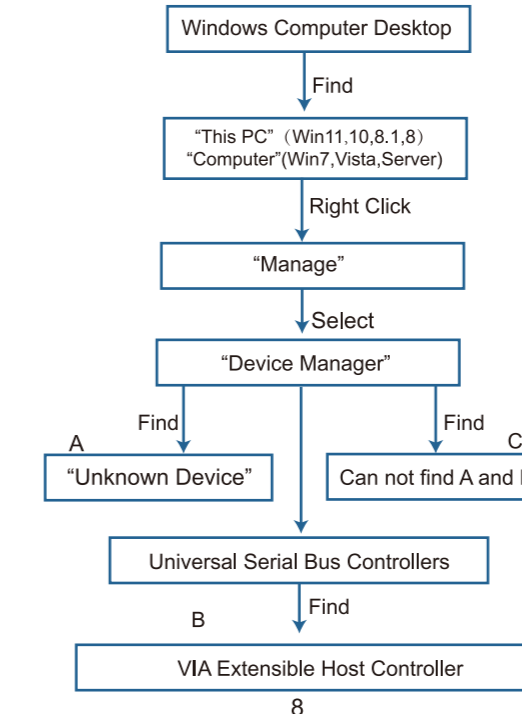 Windows Computer Desktop
Find
“This PC”（Win11,10,8.1,8）
“Computer”(Win7,Vista,Server)
Right Click
“Manage”
Select
“Device Manager”
Find
Find
A
C
“Unknown Device”
Can not find A and
Universal Serial Bus Controllers
Find
B
VIA Extensible Host Controller
8